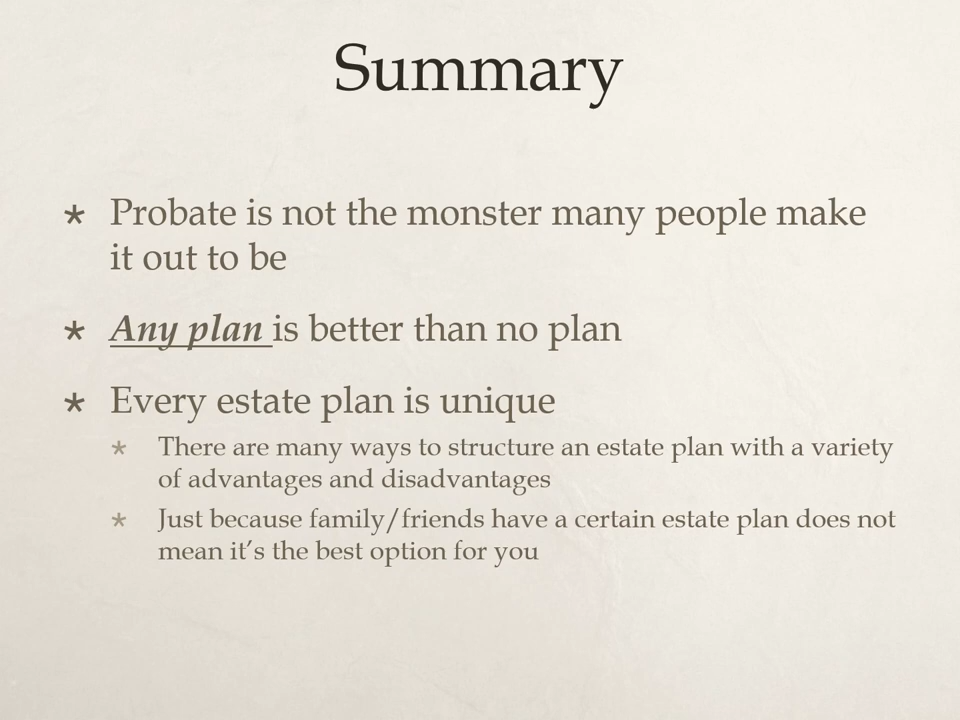 Summary
* Probate is not the monster many people make
it out to be
* Any plan is better than no plan
* Every estate plan is unique
* There are many ways to structure an estate plan with a variety
of advantages and disadvantages
* Just because family/friends have a certain estate plan does not
mean it’s the best option for you